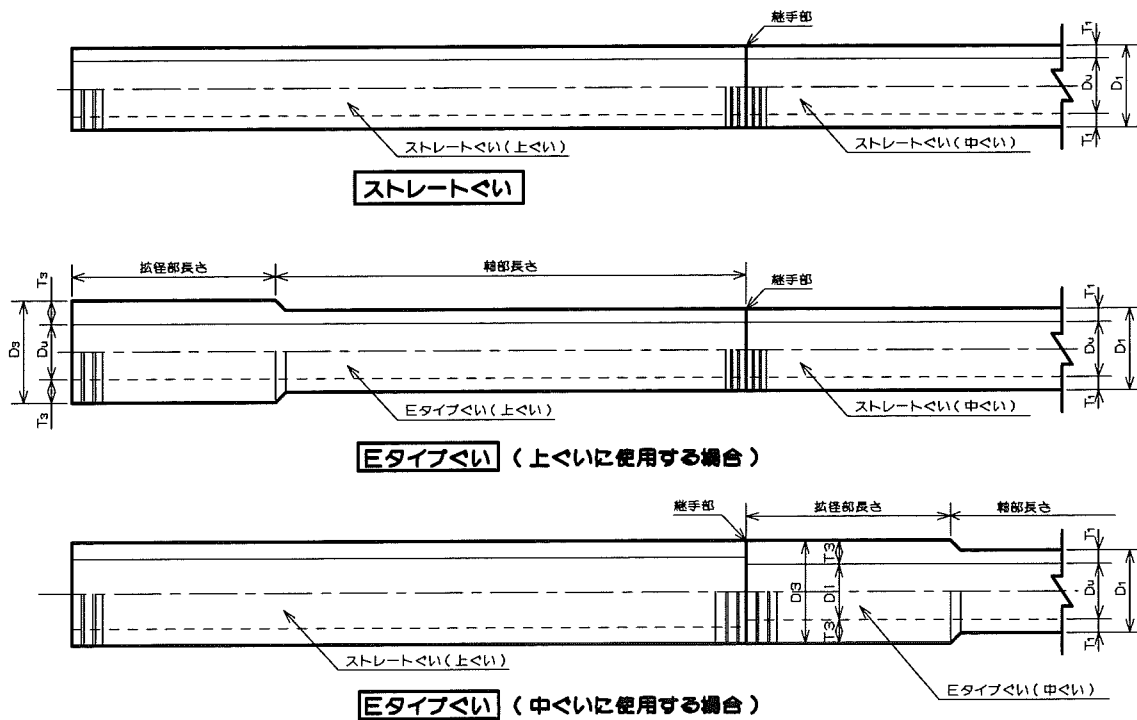 継手部
T1
Du
D1
T1
ストレートぐい(上ぐい)
ストレートぐい(中ぐい)
ストレートぐい
拡径部長さ
軸部長さ
継手部
T3
D3
Du
T3
T1
Du
D1
T1
Eタイプぐい(上ぐい)
ストレートぐい(中ぐい)
Eタイプぐい (上ぐいに使用する場合)
継手部
拡径部長さ
軸部長さ
T3
D3
D1
T3
T1
Du
D1
T1
ストレートぐい(上ぐい)
Eタイプぐい(中ぐい)
Eタイプぐい (中ぐいに使用する場合)